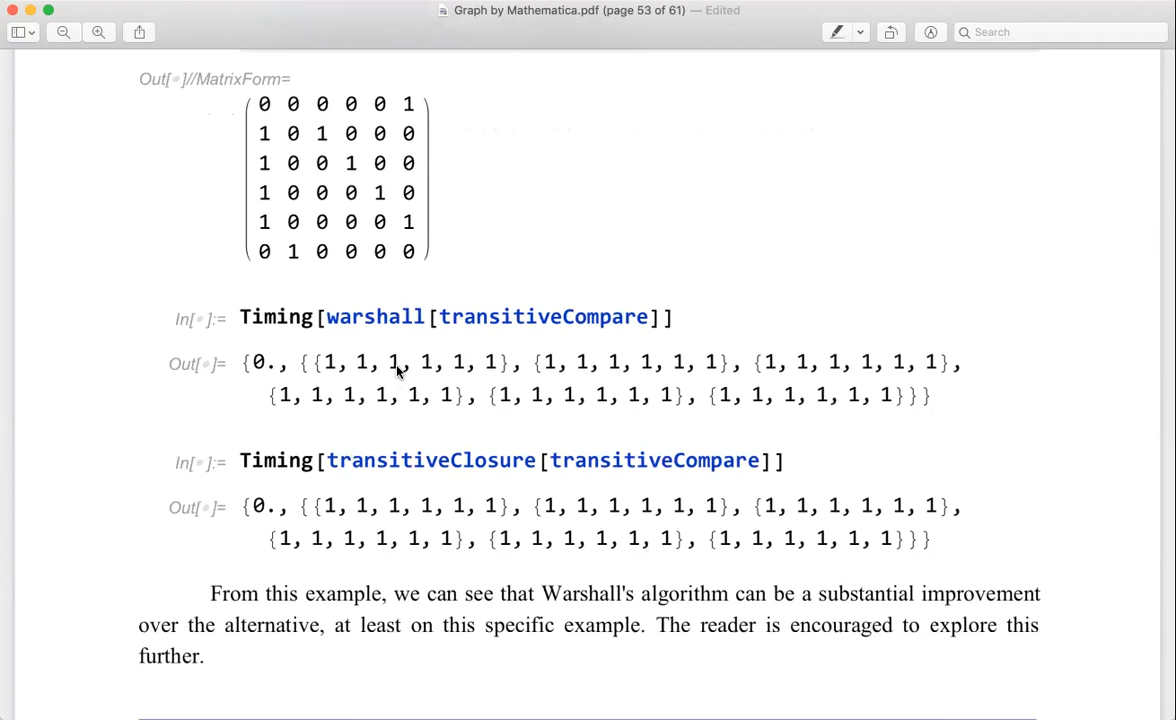 Graph by Mathematica.pdf (page 53 of 61) — Edited
Search
Out[ ]//MatrixForm=
0 0 0 0 0 1
1 0 1 0 0 0
1 0 0 1 0 0
1 0 0 0 1 0
1 0 0 0 0 1
0 1 0 0 0 0
In[ ]:= Timing[warshall[transitiveCompare]]
Out[ ]= {0., {{1, 1, 1, 1, 1, 1}, {1, 1, 1, 1, 1, 1}, {1, 1, 1, 1, 1, 1},
{1, 1, 1, 1, 1, 1}, {1, 1, 1, 1, 1, 1}, {1, 1, 1, 1, 1, 1}}}
In[ ]:= Timing[transitiveClosure[transitiveCompare]]
Out[ ]= {0., {{1, 1, 1, 1, 1, 1}, {1, 1, 1, 1, 1, 1}, {1, 1, 1, 1, 1, 1},
{1, 1, 1, 1, 1, 1}, {1, 1, 1, 1, 1, 1}, {1, 1, 1, 1, 1, 1}}}
From this example, we can see that Warshall's algorithm can be a substantial improvement
over the alternative, at least on this specific example. The reader is encouraged to explore this
further.